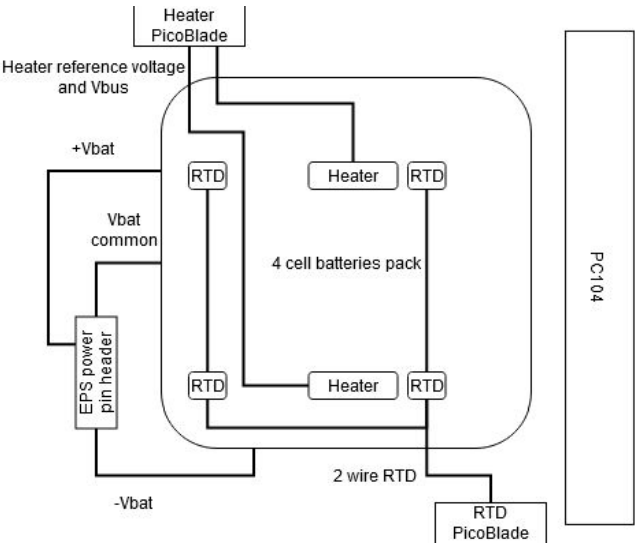 Heater
PicoBlade
Heater reference voltage
and Vbus
+Vbat
RTD
Heater
RTD
Vbat
common
4 cell batteries pack
PC104
EPS power
pin header
RTD
Heater
RTD
2 wire RTD
-Vbat
RTD
PicoBlade